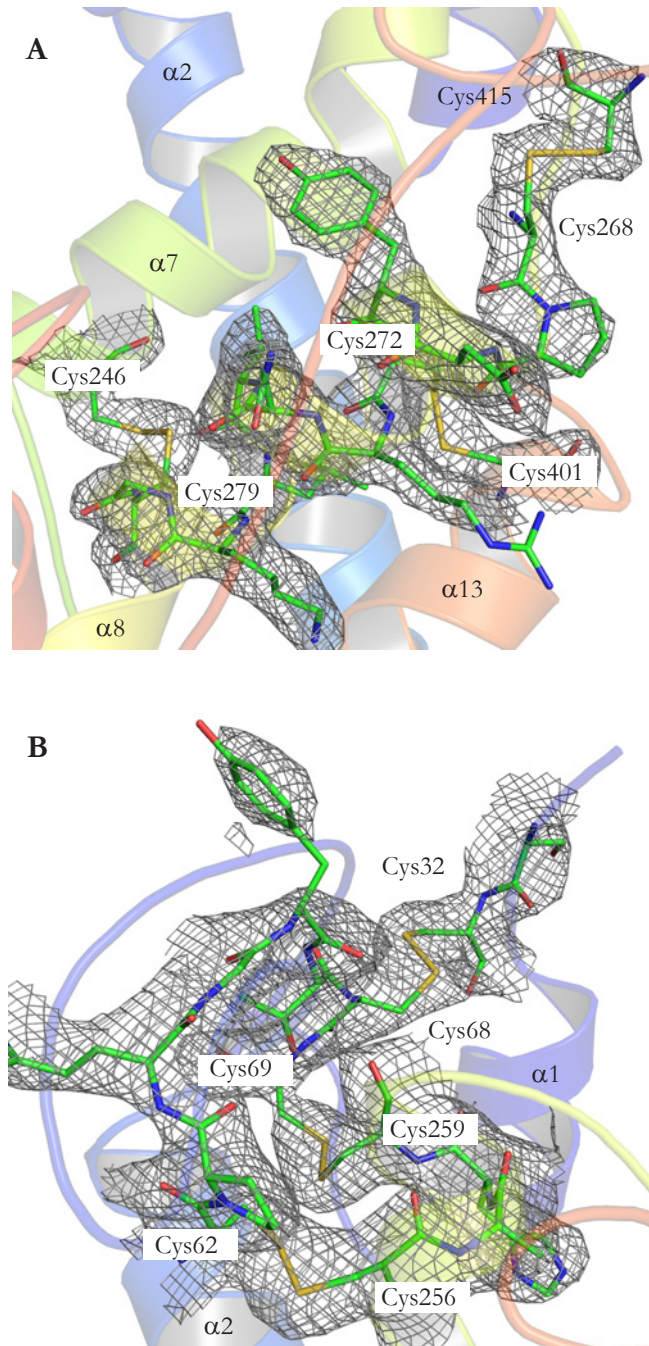 A
α2
Cys415
Cys268
α7
Cys272
Cys246
Cys279
Cys401
α13
α8
B
Cys32
Cys68
Cys69
α1
Cys259
Cys62
Cys256
α2